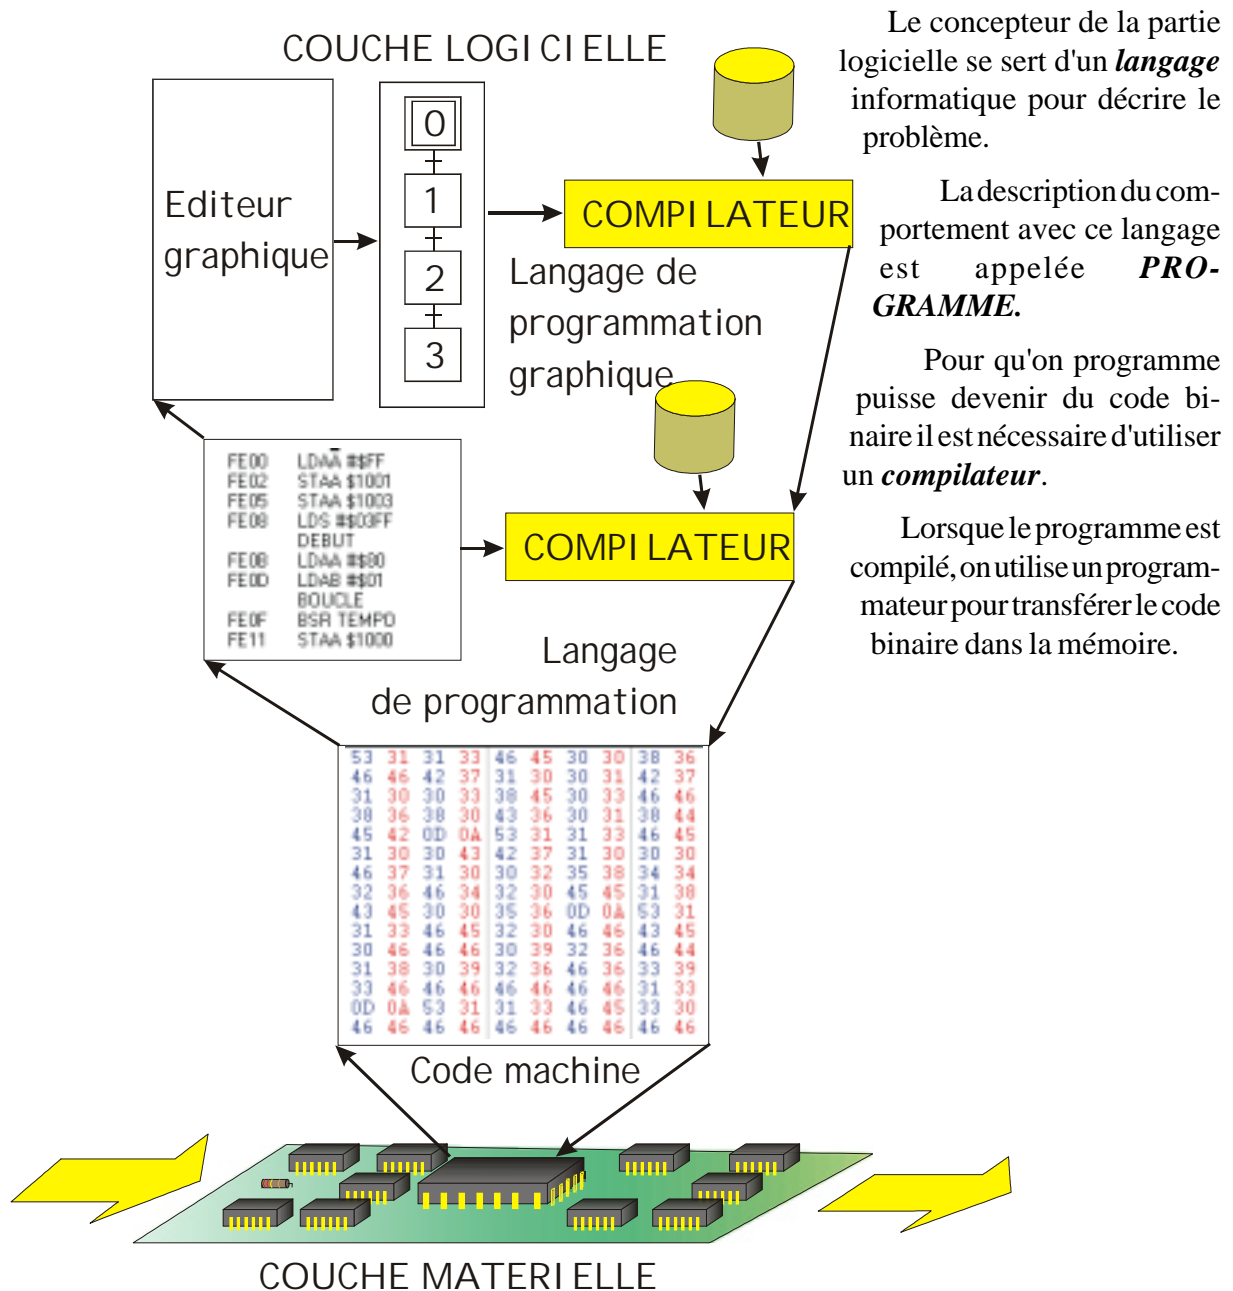 COUCHE LOGICIELLE
Editeur
graphique
0
1
2
3
COMPILATEUR
Langage de
programmation
graphique
Le concepteur de la partie
logicielle se sert d'un langage
informatique pour décrire le
problème.
La description du com-
portement avec ce langage
est appelée PRO-
GRAMME.
Pour qu'on programme
puisse devenir du code bi-
naire il est nécessaire d'utiliser
un compilateur.
Lorsque le programme est
compilé, on utilise un program-
mateur pour transférer le code
binaire dans la mémoire.
FE00 LDAA #$FF
FE02 STAA $1001
FE05 STAA $1003
FE08 LDS #$03FF
DEBUT
FE0B LDAA #$80
FE0D LDAB #$01
BOUCLE
FE0F BSR TEMPO
FE11 STAA $1000
COMPILATEUR
Langage
de programmation
53 31 31 33 46 45 30 30 38 36
46 46 42 37 31 30 30 31 42 37
31 30 30 33 38 45 30 33 46 46
38 36 38 30 43 36 30 31 38 44
45 42 0D 0A 53 31 31 33 46 45
31 30 30 43 42 37 31 30 30 30
46 37 31 30 30 32 35 38 34 34
32 36 46 34 32 30 45 45 31 38
43 45 30 30 35 36 0D 0A 53 31
31 33 46 45 32 30 46 46 43 45
30 46 46 46 30 39 32 36 46 44
31 38 30 39 32 36 46 36 33 39
33 46 46 46 46 46 46 46 31 33
0D 0A 53 31 31 33 46 45 33 30
46 46 46 46 46 46 46 46 46 46
Code machine
COUCHE MATERIELLE